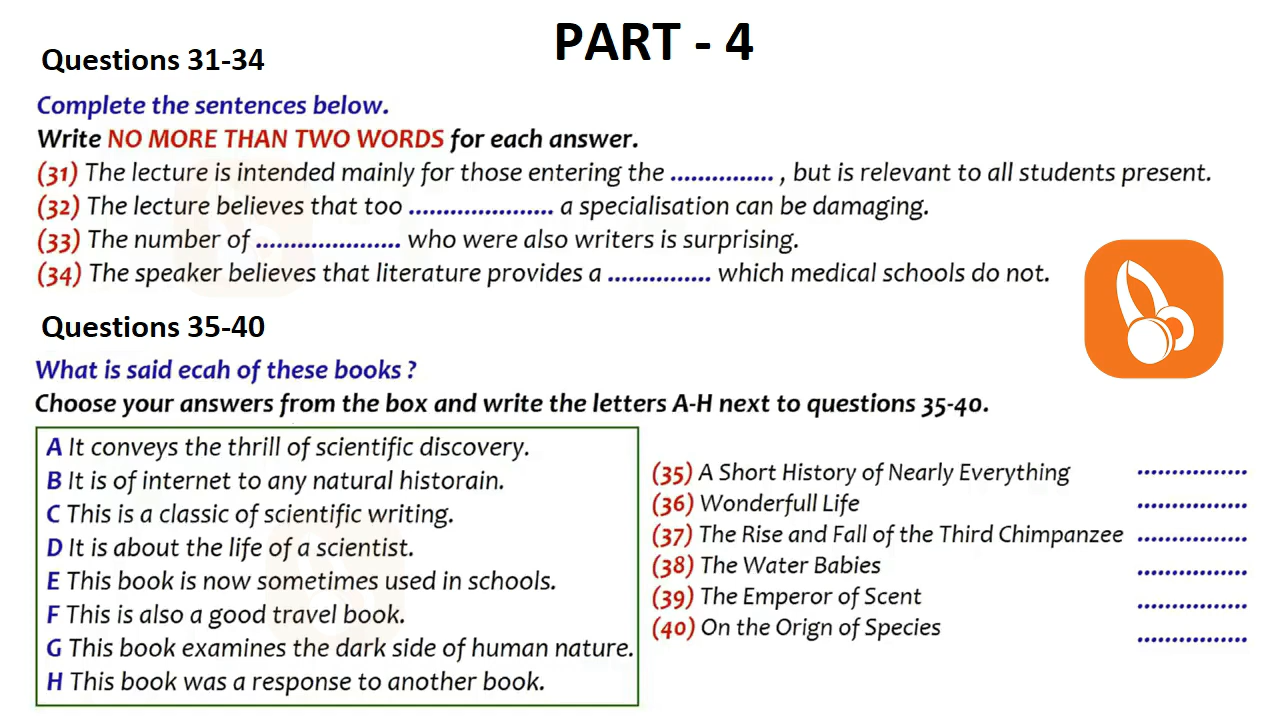 PART - 4
Questions 31-34
Complete the sentences below.
Write NO MORE THAN TWO WORDS for each answer.
(31) The lecture is intended mainly for those entering the ............... , but is relevant to all students present.
(32) The lecture believes that too ..................... a specialisation can be damaging.
(33) The number of ..................... who were also writers is surprising.
(34) The speaker believes that literature provides a ............... which medical schools do not.
Questions 35-40
What is said ecah of these books ?
Choose your answers from the box and write the letters A-H next to questions 35-40.
A It conveys the thrill of scientific discovery.
B It is of internet to any natural historain.
C This is a classic of scientific writing.
D It is about the life of a scientist.
E This book is now sometimes used in schools.
F This is also a good travel book.
G This book examines the dark side of human nature.
H This book was a response to another book.
(35) A Short History of Nearly Everything ................
(36) Wonderfull Life ................
(37) The Rise and Fall of the Third Chimpanzee ................
(38) The Water Babies ................
(39) The Emperor of Scent ................
(40) On the Orign of Species ................